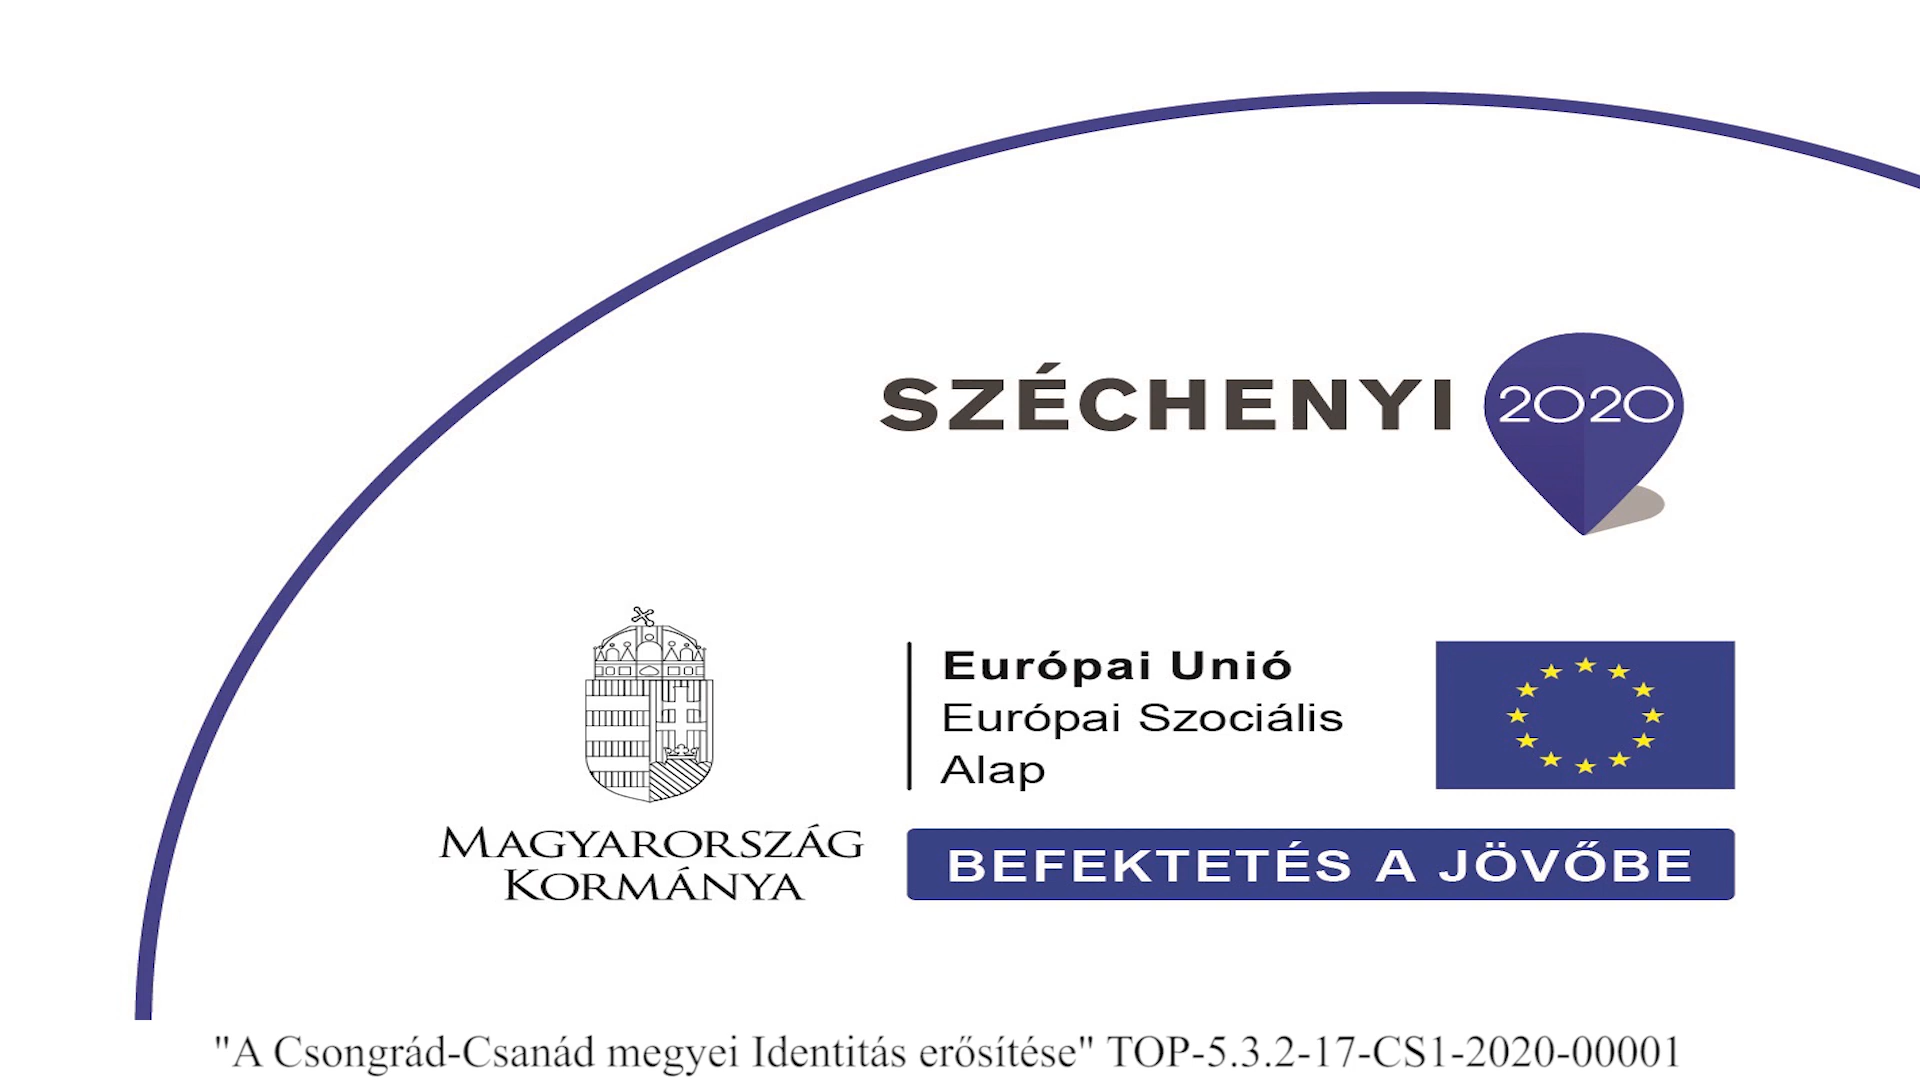 SZÉCHENYI 2020
MAGYARORSZÁG
KORMÁNYA
Európai Unió
Európai Szociális
Alap
BEFEKTETÉS A JÖVŐBE
"A Csongrád-Csanád megyei Identitás erősítése" TOP-5.3.2-17-CS1-2020-00001